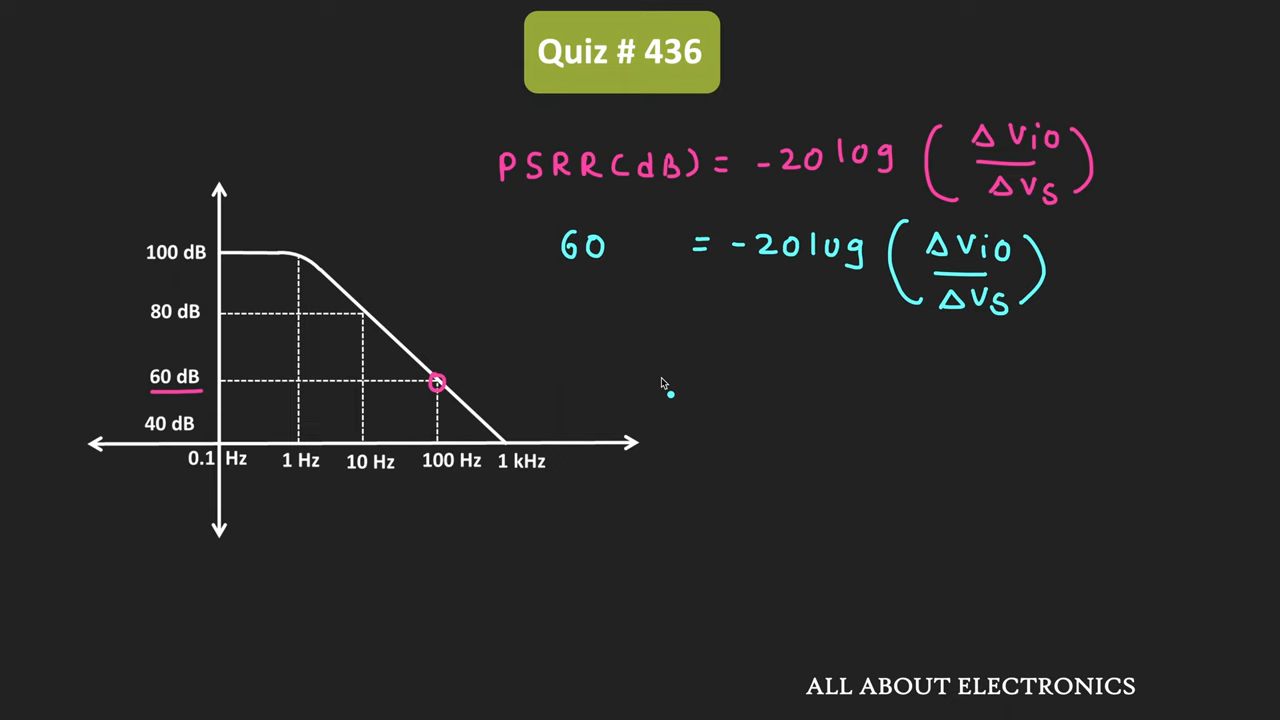 Quiz # 436
PSRR(dB) = -20 log ( ΔVio / ΔVs )
60 = -20 log ( ΔVio / ΔVs )
100 dB
80 dB
60 dB
40 dB
0.1 Hz 1 Hz 10 Hz 100 Hz 1 kHz
ALL ABOUT ELECTRONICS